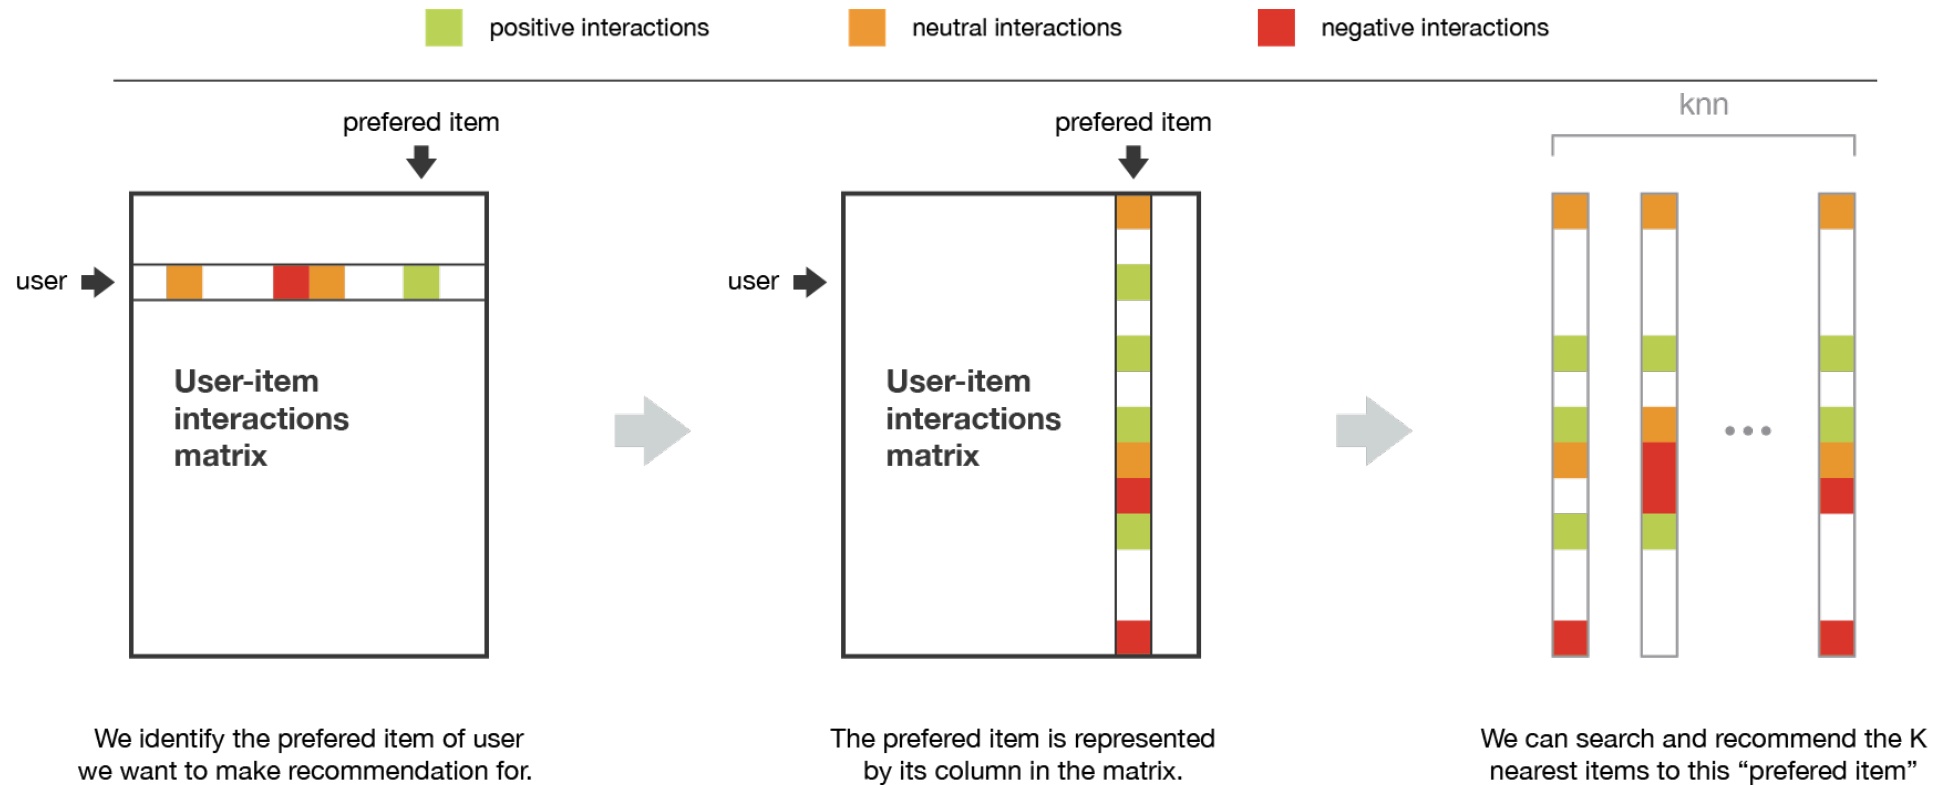 positive interactions
neutral interactions
negative interactions
prefered item
user
User-item
interactions
matrix
We identify the prefered item of user
we want to make recommendation for.
prefered item
user
User-item
interactions
matrix
The prefered item is represented
by its column in the matrix.
knn
We can search and recommend the K
nearest items to this “prefered item”